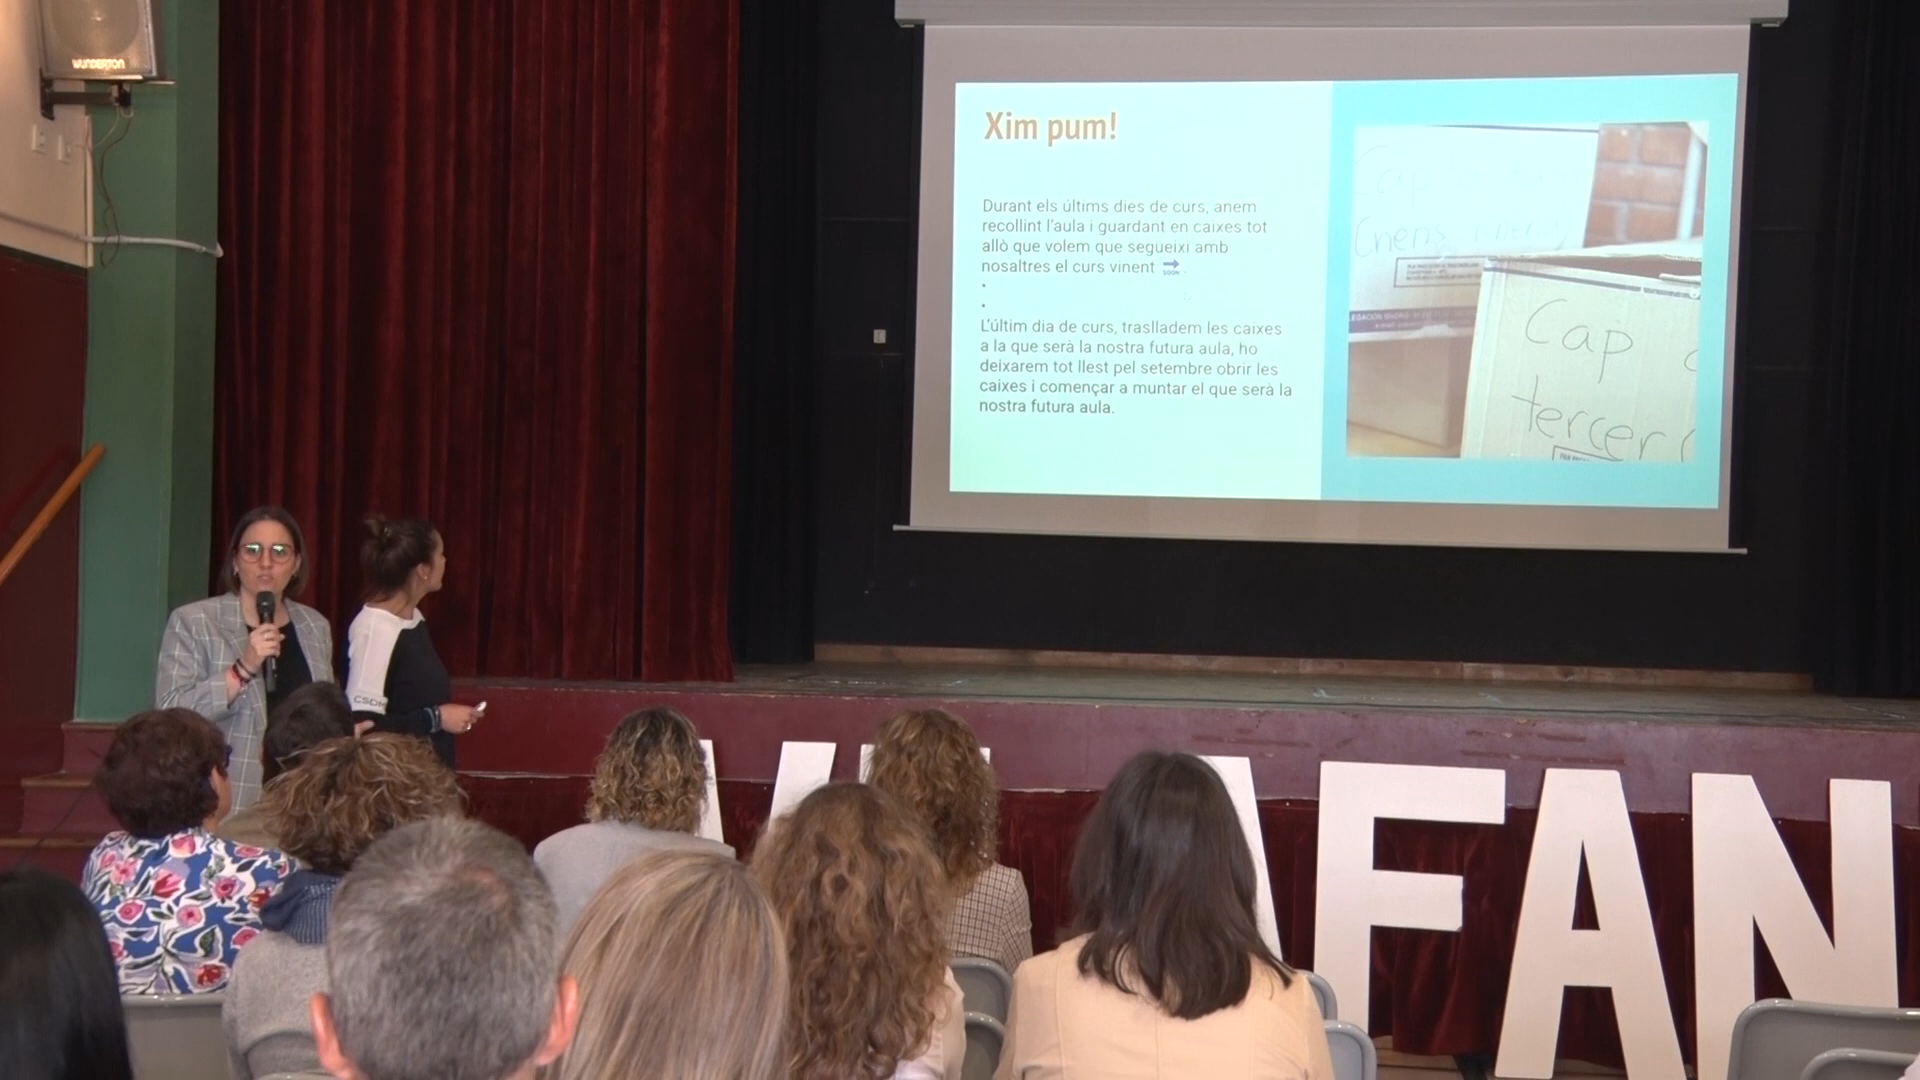 WUNDERTON
Xim pum!
Durant els últims dies de curs, anem
recollint l'aula i guardant en caixes tot
allò que volem que segueixi amb
nosaltres el curs vinent
SOON
L'últim dia de curs, traslladem les caixes
a la que serà la nostra futura aula, ho
deixarem tot llest pel setembre obrir les
caixes i començar a muntar el que serà la
nostra futura aula.
Cap
Cap
tercer
AFAN